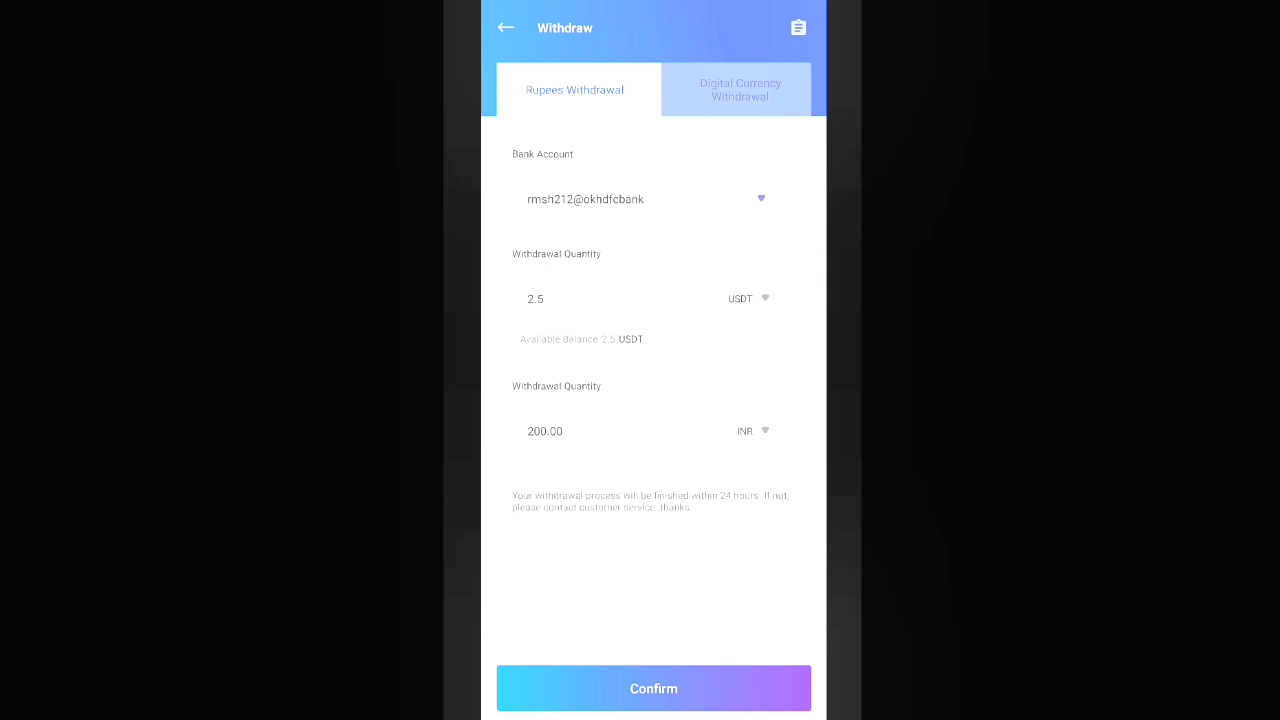 Withdraw
Rupees Withdrawal
Digital Currency
Withdrawal
Bank Account
rmsh212@okhdfcbank
Withdrawal Quantity
2.5 USDT
Available Balance: 2.5 USDT
Withdrawal Quantity
200.00 INR
Your withdrawal process will be finished within 24 hours. If not,
please contact customer service. thanks
Confirm